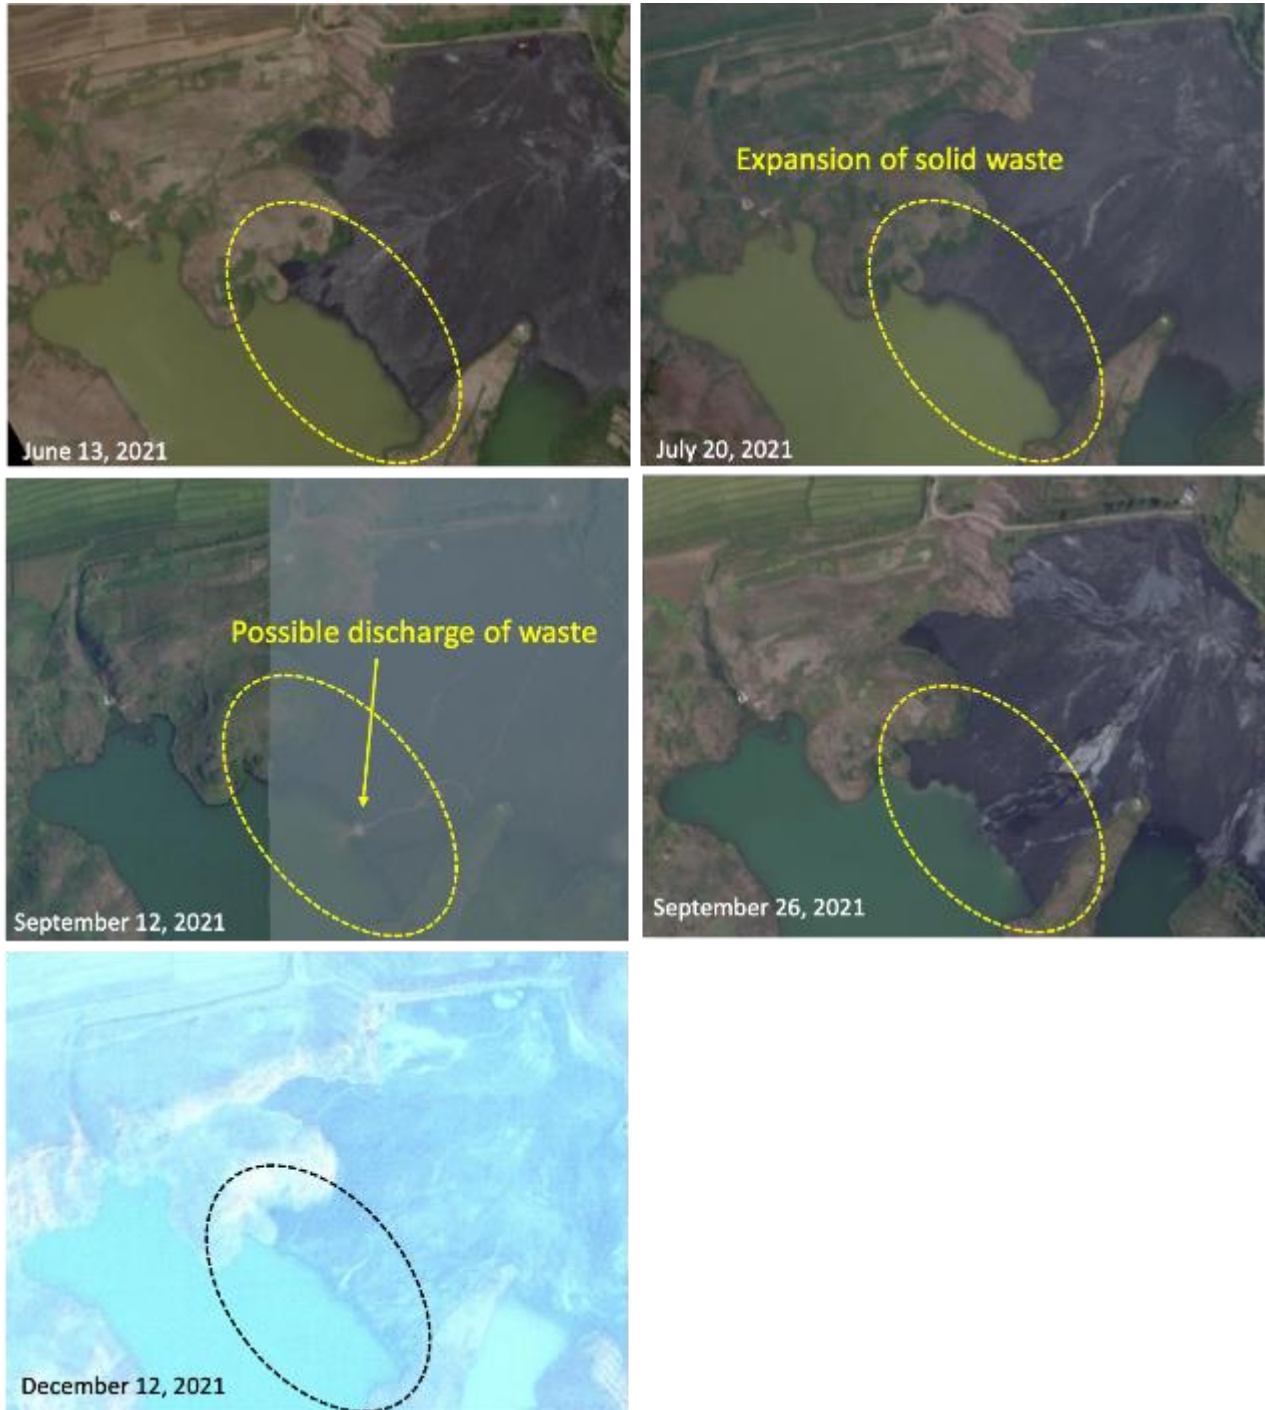 Expansion of solid waste
June 13, 2021
July 20, 2021
Possible discharge of waste
September 12, 2021
September 26, 2021
December 12, 2021